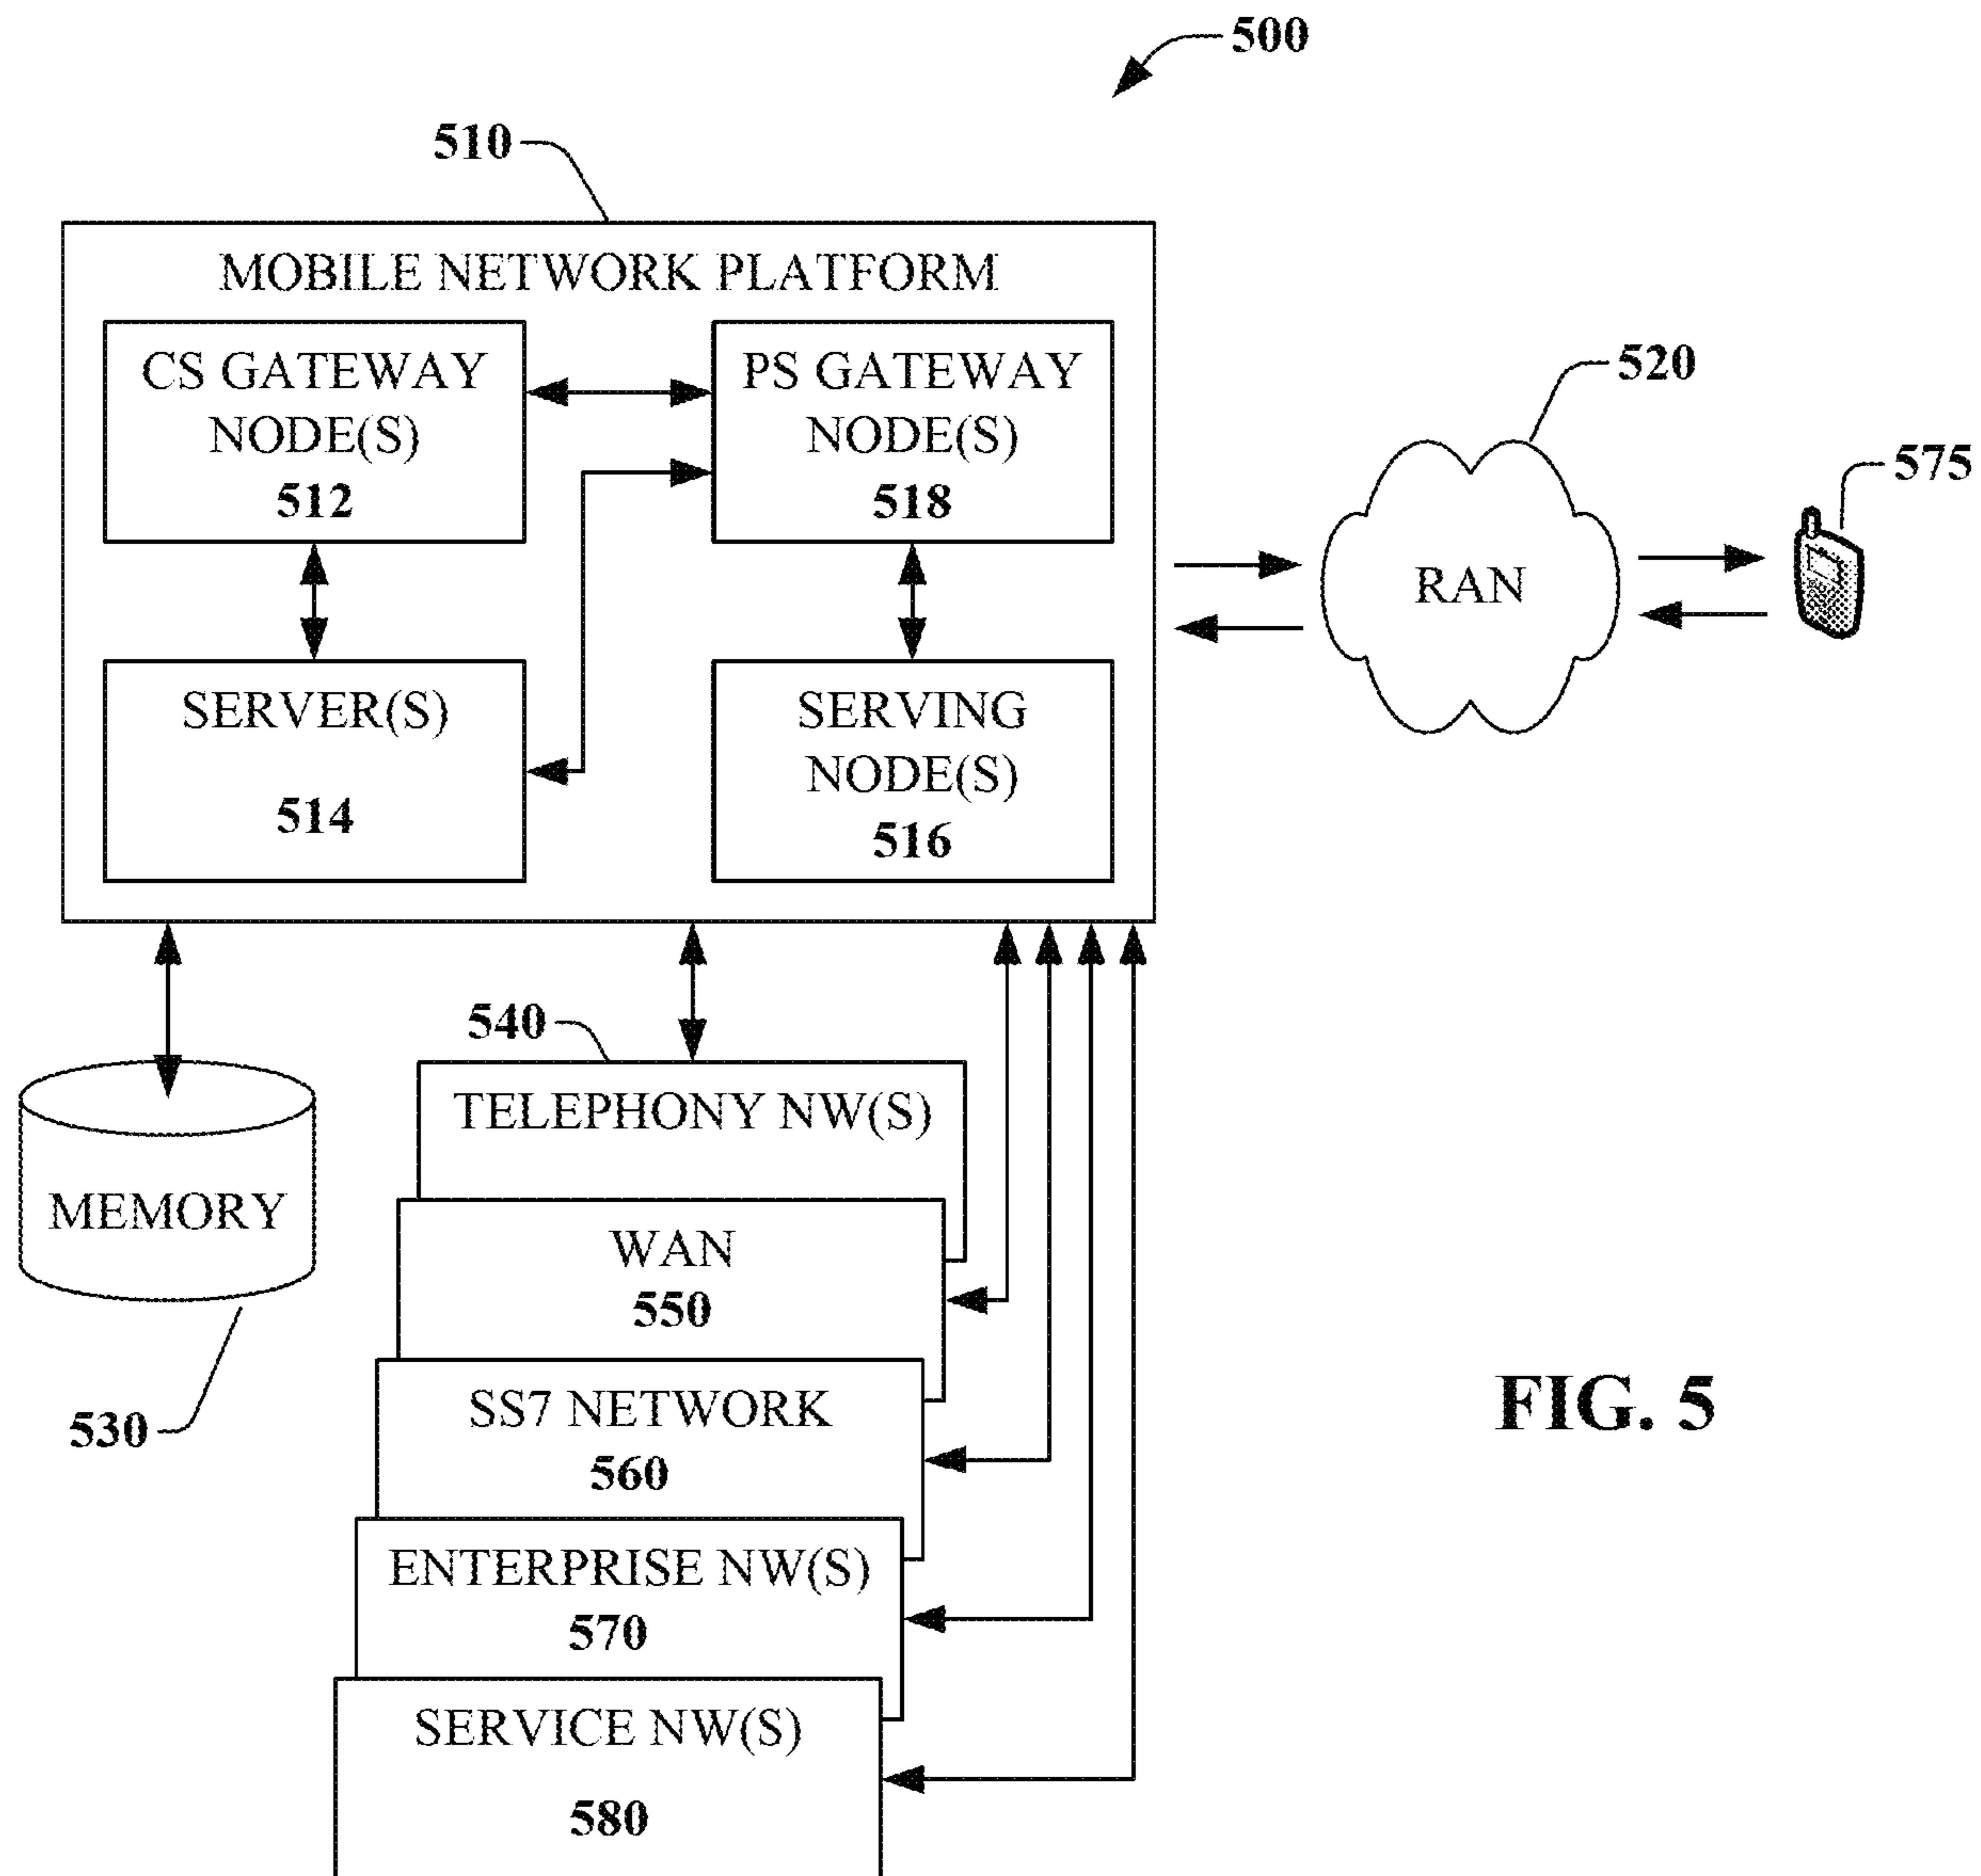 500
510
MOBILE NETWORK PLATFORM
CS GATEWAY
NODE(S)
512
PS GATEWAY
NODE(S)
518
SERVER(S)
514
SERVING
NODE(S)
516
520
RAN
575
540
TELEPHONY NW(S)
MEMORY
530
WAN
550
SS7 NETWORK
560
ENTERPRISE NW(S)
570
SERVICE NW(S)
580
FIG. 5